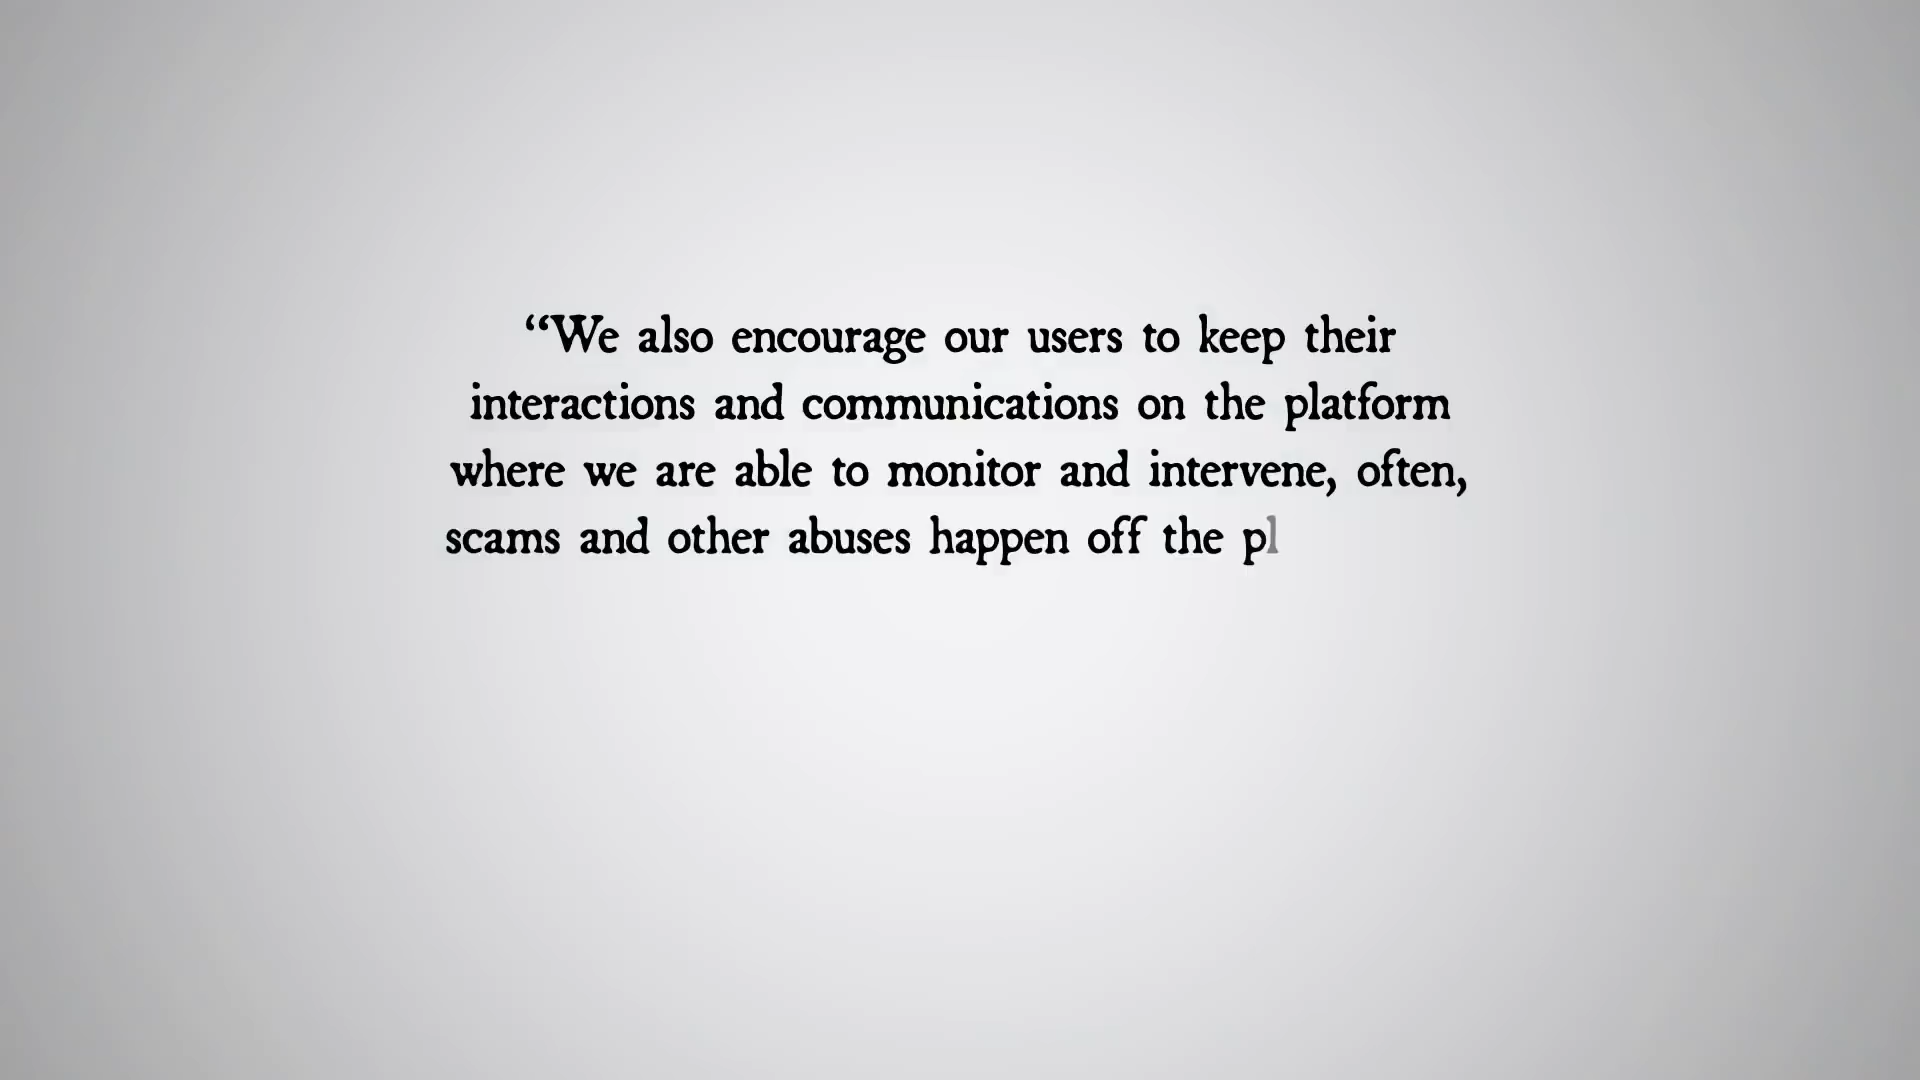 “We also encourage our users to keep their
interactions and communications on the platform
where we are able to monitor and intervene, often,
scams and other abuses happen off the pl